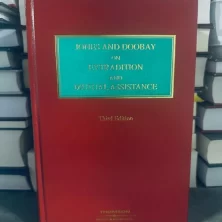 JONES AND DOOBAY
ON
EXTRADITION
AND
MUTUAL ASSISTANCE
Third Edition